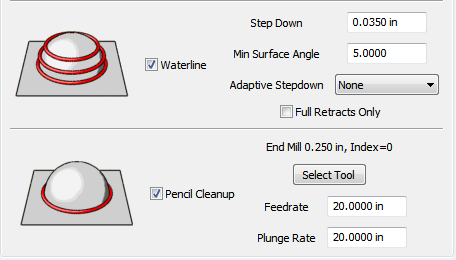 Step Down 0.0350 in
Waterline
Min Surface Angle 5.0000
Adaptive Stepdown None
Full Retracts Only
End Mill 0.250 in, Index=0
Select Tool
Pencil Cleanup
Feedrate 20.0000 in
Plunge Rate 20.0000 in